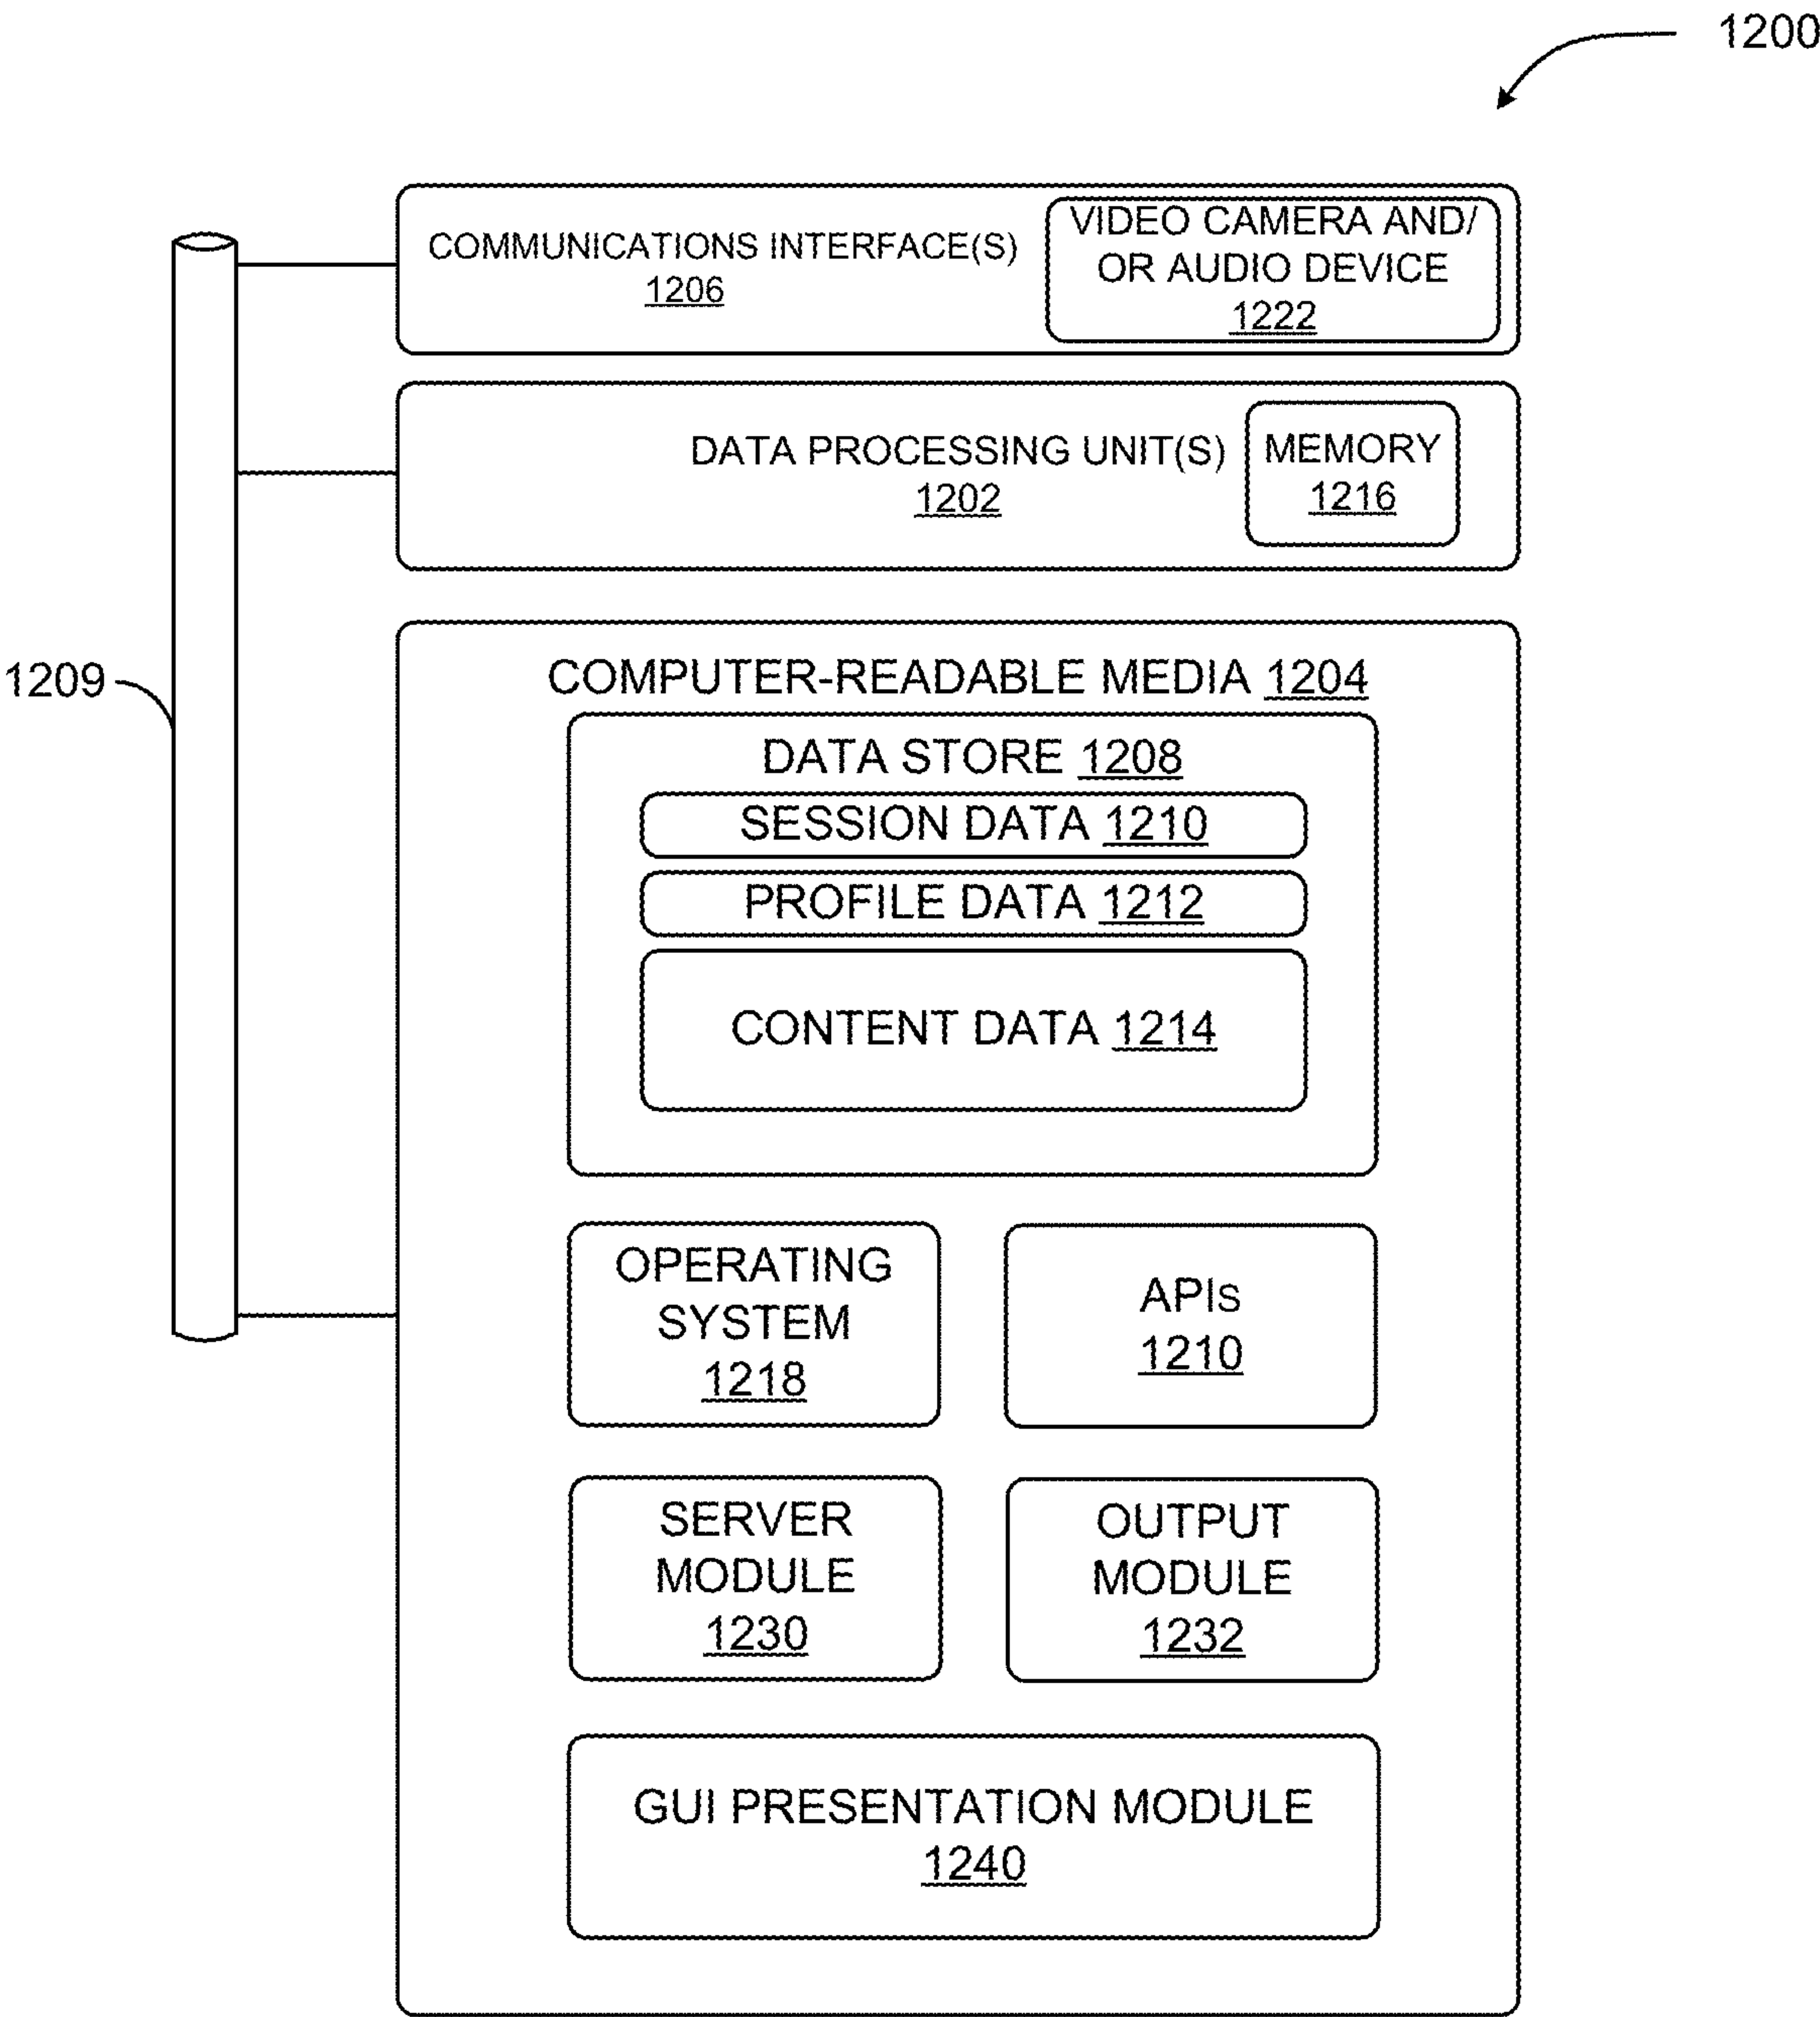 1200
COMMUNICATIONS INTERFACE(S)
1206
VIDEO CAMERA AND/
OR AUDIO DEVICE
1222
DATA PROCESSING UNIT(S)
1202
MEMORY
1216
1209
COMPUTER-READABLE MEDIA 1204
DATA STORE 1208
SESSION DATA 1210
PROFILE DATA 1212
CONTENT DATA 1214
OPERATING
SYSTEM
1218
APIs
1210
SERVER
MODULE
1230
OUTPUT
MODULE
1232
GUI PRESENTATION MODULE
1240